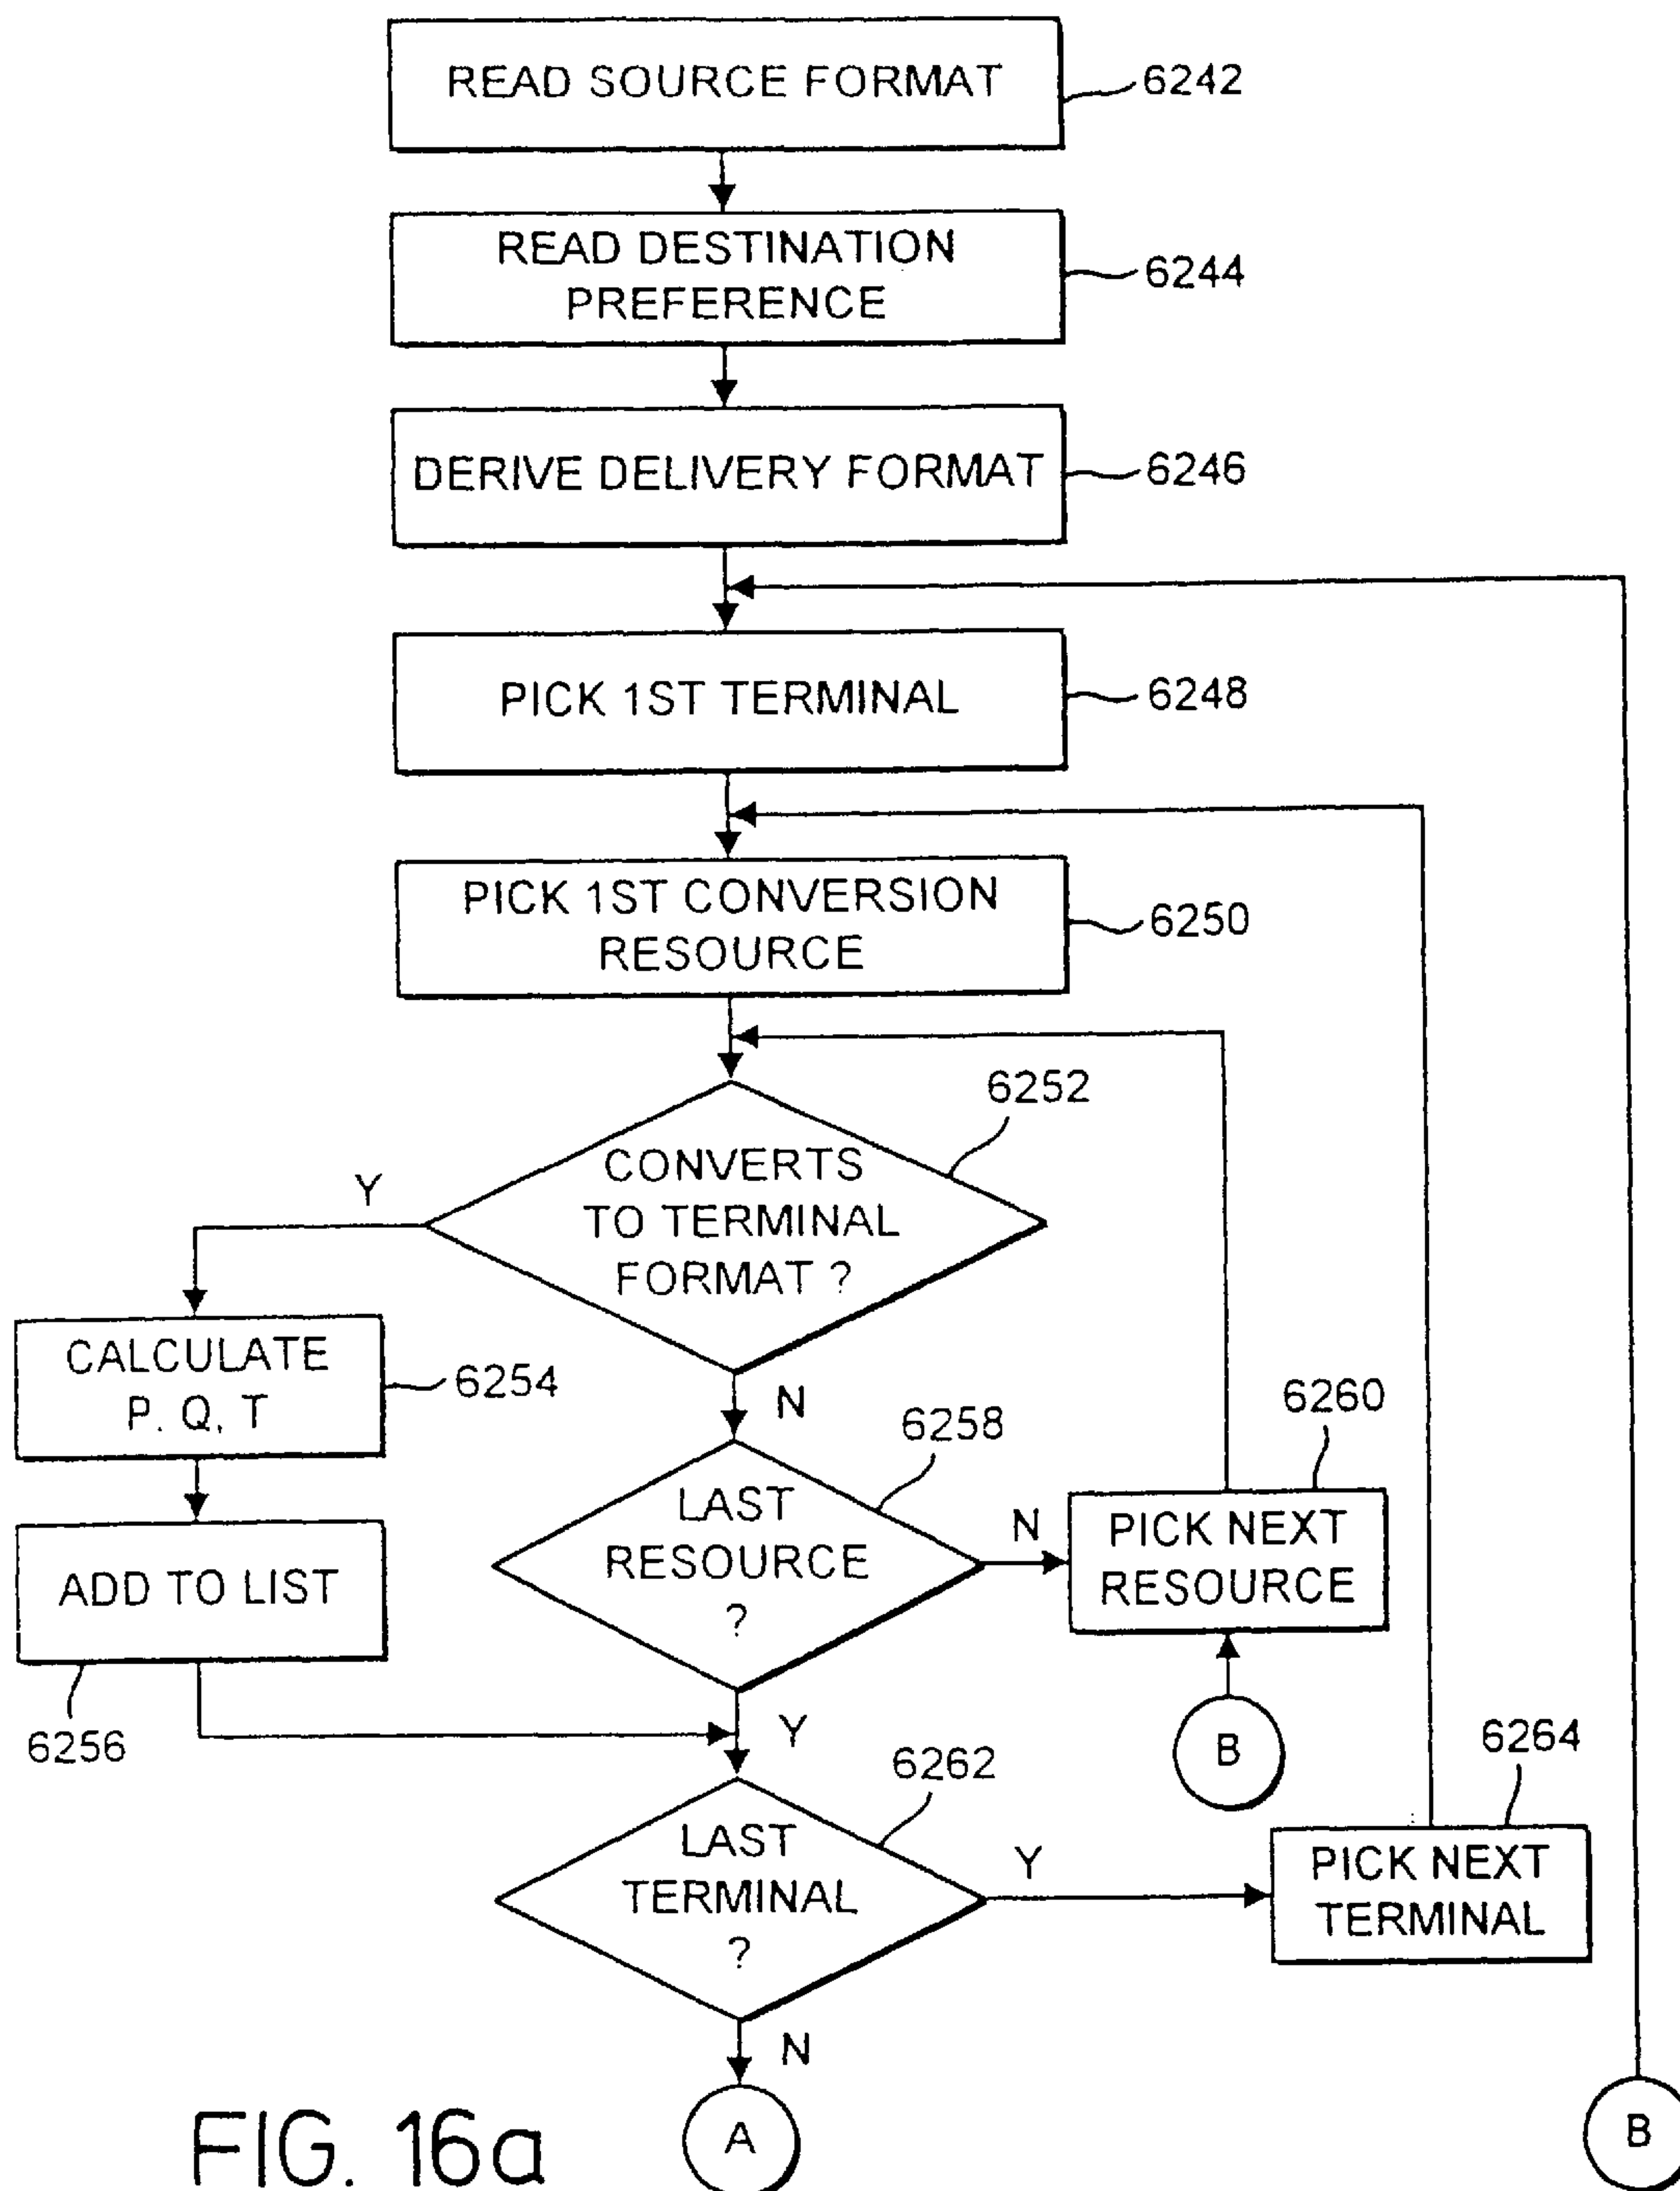 READ SOURCE FORMAT
6242
READ DESTINATION
PREFERENCE
6244
DERIVE DELIVERY FORMAT
6246
PICK 1ST TERMINAL
6248
PICK 1ST CONVERSION
RESOURCE
6250
6252
CONVERTS
TO TERMINAL
FORMAT ?
Y
CALCULATE
P. Q, T
6254
N
6258
6260
LAST
RESOURCE
?
N
PICK NEXT
RESOURCE
ADD TO LIST
6256
Y
B
6262
6264
LAST
TERMINAL
?
Y
PICK NEXT
TERMINAL
N
A
B
FIG. 16a